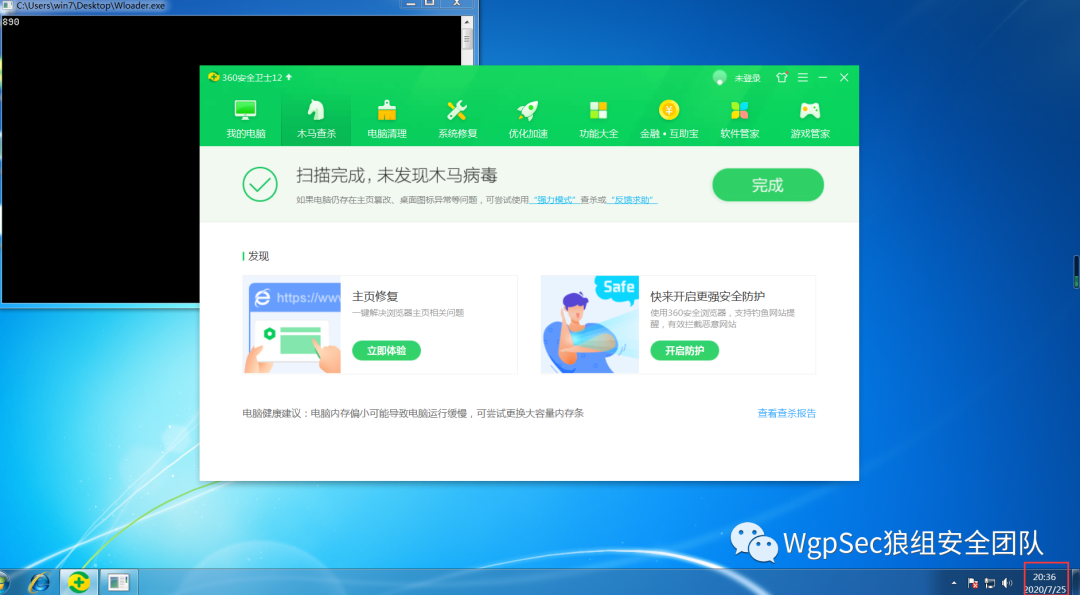 C:\Users\win7\Desktop\Wloader.exe
890
360安全卫士12
未登录
我的电脑
木马查杀
电脑清理
系统修复
优化加速
功能大全
金融•互助宝
软件管家
游戏管家
扫描完成，未发现木马病毒
如果电脑仍存在主页篡改、桌面图标异常等问题，可尝试使用“强力模式”查杀或“反馈求助”
完成
发现
https://www
主页修复
一键解决浏览器主页相关问题
立即体验
Safe
快来开启更强安全防护
使用360安全浏览器，支持钓鱼网站提
醒，有效拦截恶意网站
开启防护
电脑健康建议：电脑内存偏小可能导致电脑运行缓慢，可尝试更换大容量内存条
查看查杀报告
WgpSec狼组安全团队
20:36
2020/7/25